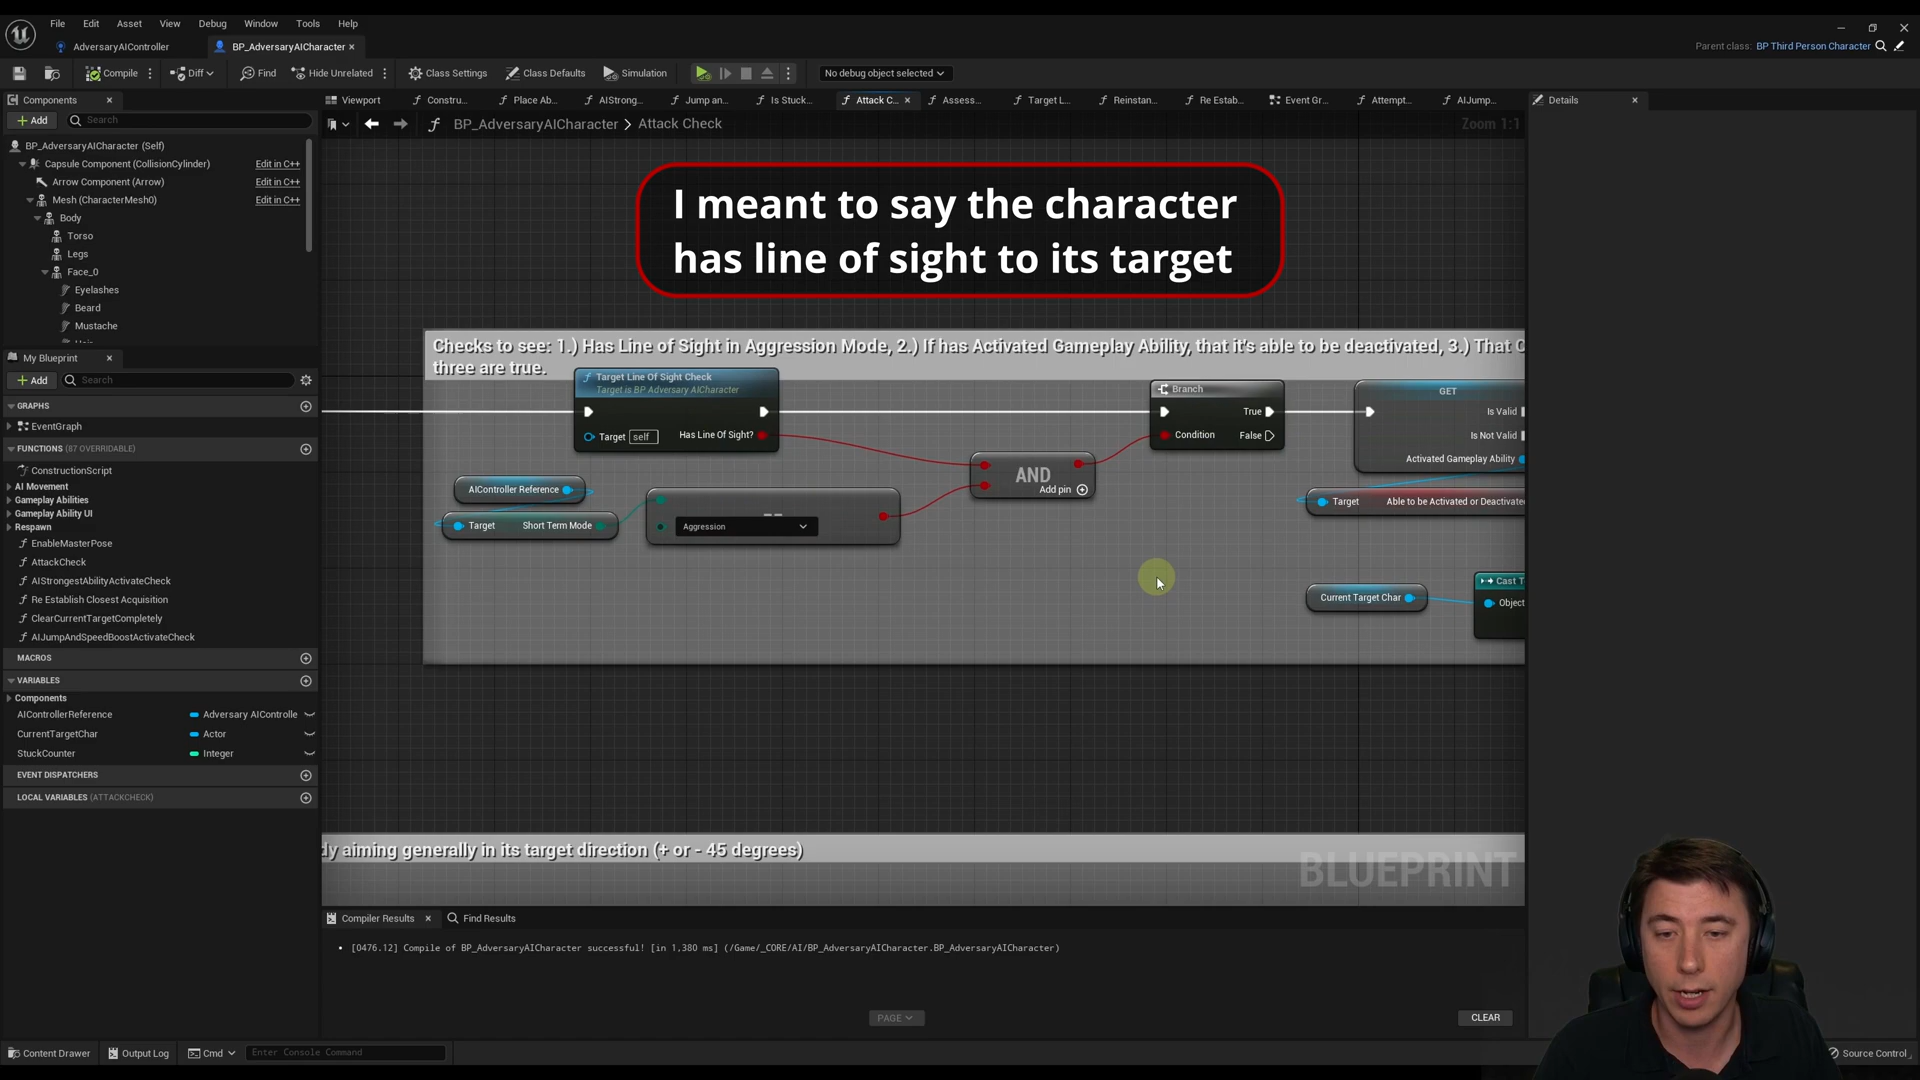 File Edit Asset View Debug Window Tools Help
AdversaryAIController
BP_AdversaryAICharacter
Parent class: BP Third Person Character
Compile Diff Find Hide Unrelated Class Settings Class Defaults Simulation No debug object selected
Components
Viewport Constru... Place Ab... AIStrong... Jump an... Is Stuck... Attack C... Assess... Target L... Reinstan... Re Estab... Event Gr... Attempt... AIJump...
Details
Add
Search
BP_AdversaryAICharacter > Attack Check
Zoom 1:1
BP_AdversaryAICharacter (Self)
Capsule Component (CollisionCylinder) Edit in C++
Arrow Component (Arrow) Edit in C++
Mesh (CharacterMesh0) Edit in C++
Body
Torso
Legs
Face_0
Eyelashes
Beard
Mustache
I meant to say the character
has line of sight to its target
My Blueprint
Add
Search
GRAPHS
EventGraph
FUNCTIONS (87 OVERRIDABLE)
ConstructionScript
AI Movement
Gameplay Abilities
Gameplay Ability UI
Respawn
EnableMasterPose
AttackCheck
AIStrongestAbilityActivateCheck
Re Establish Closest Acquisition
ClearCurrentTargetCompletely
AIJumpAndSpeedBoostActivateCheck
MACROS
VARIABLES
Components
AIControllerReference Adversary AIControlle
CurrentTargetChar Actor
StuckCounter Integer
EVENT DISPATCHERS
LOCAL VARIABLES (ATTACKCHECK)
Checks to see: 1.) Has Line of Sight in Aggression Mode, 2.) If has Activated Gameplay Ability, that it's able to be deactivated, 3.) That
three are true.
Target Line Of Sight Check
Target is BP Adversary AICharacter
Target self
Has Line Of Sight?
AIController Reference
Target Short Term Mode
Aggression
AND
Add pin
Branch
True
Condition False
GET
Is Valid
Is Not Valid
Activated Gameplay Ability
Target Able to be Activated or Deactivate
Current Target Char
Cast T
Object
dy aiming generally in its target direction (+ or - 45 degrees)
BLUEPRINT
Compiler Results Find Results
[0476.12] Compile of BP_AdversaryAICharacter successful! [in 1,380 ms] (/Game/_CORE/AI/BP_AdversaryAICharacter.BP_AdversaryAICharacter)
PAGE
CLEAR
Content Drawer Output Log Cmd Enter Console Command
Source Control